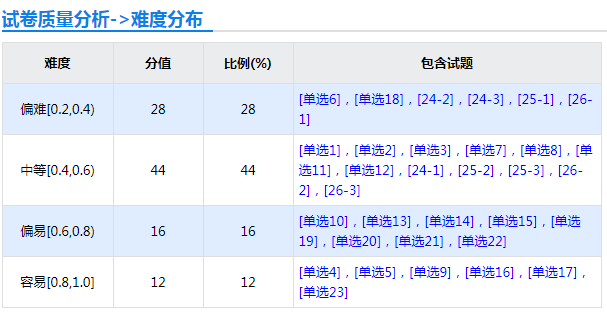 试卷质量分析->难度分布
难度 分值 比例(%) 包含试题
偏难[0.2,0.4) 28 28 [单选6]，[单选18]，[24-2]，[24-3]，[25-1]，[26-
1]
中等[0.4,0.6) 44 44 [单选1]，[单选2]，[单选3]，[单选7]，[单选8]，[单
选11]，[单选12]，[24-1]，[25-2]，[25-3]，[26-
2]，[26-3]
偏易[0.6,0.8) 16 16 [单选10]，[单选13]，[单选14]，[单选15]，[单选
19]，[单选20]，[单选21]，[单选22]
容易[0.8,1.0] 12 12 [单选4]，[单选5]，[单选9]，[单选16]，[单选17]，
[单选23]